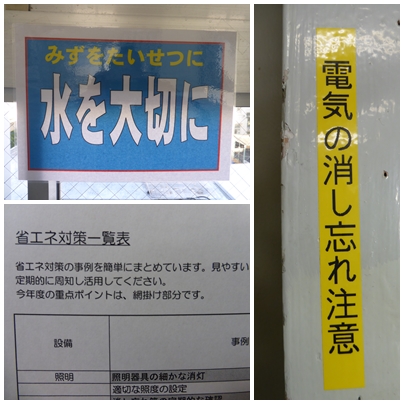 みずをたいせつに
水を大切に
電気の消し忘れ注意
省エネ対策一覧表
省エネ対策の事例を簡単にまとめています。見やすい
定期的に周知し活用してください。
今年度の重点ポイントは、網掛け部分です。
設備
事例
照明
照明器具の細かな消灯
適切な照度の設定